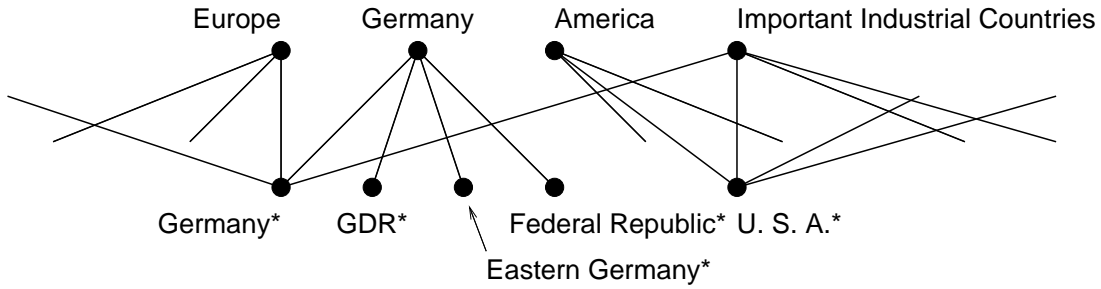 Europe
Germany
America
Important Industrial Countries
Germany*
GDR*
Federal Republic*
U. S. A.*
Eastern Germany*